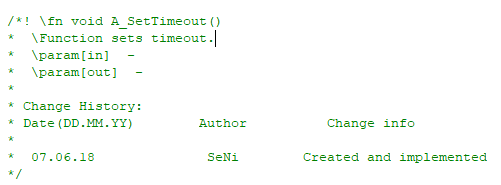 /*! \fn void A_SetTimeout()
*  \Function sets timeout.
*  \param[in]  -
*  \param[out]  -
*
* Change History:
* Date(DD.MM.YY)        Author          Change info
*
*  07.06.18              SeNi        Created and implemented
*/